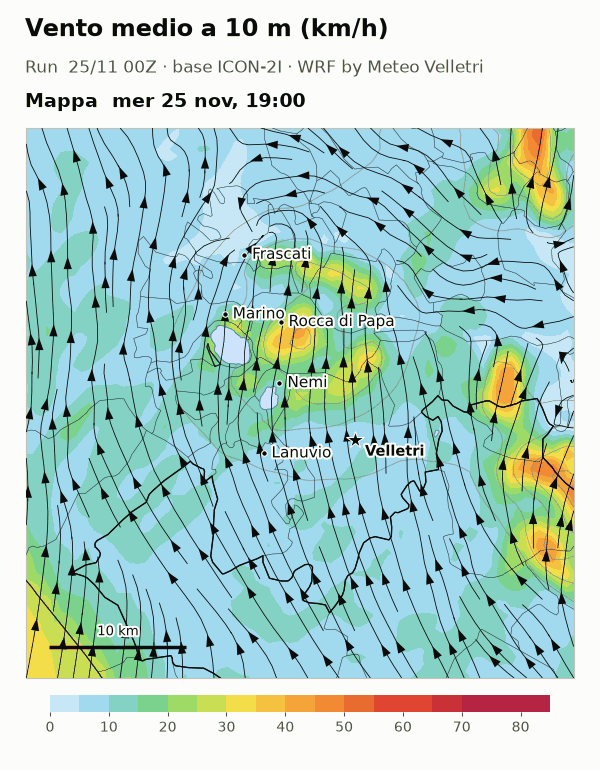 Vento medio a 10 m (km/h)
Run  25/11 00Z · base ICON-2I · WRF by Meteo Velletri
Mappa  mer 25 nov, 19:00
Frascati
Marino
Rocca di Papa
Nemi
Velletri
Lanuvio
10 km
0 10 20 30 40 50 60 70 80